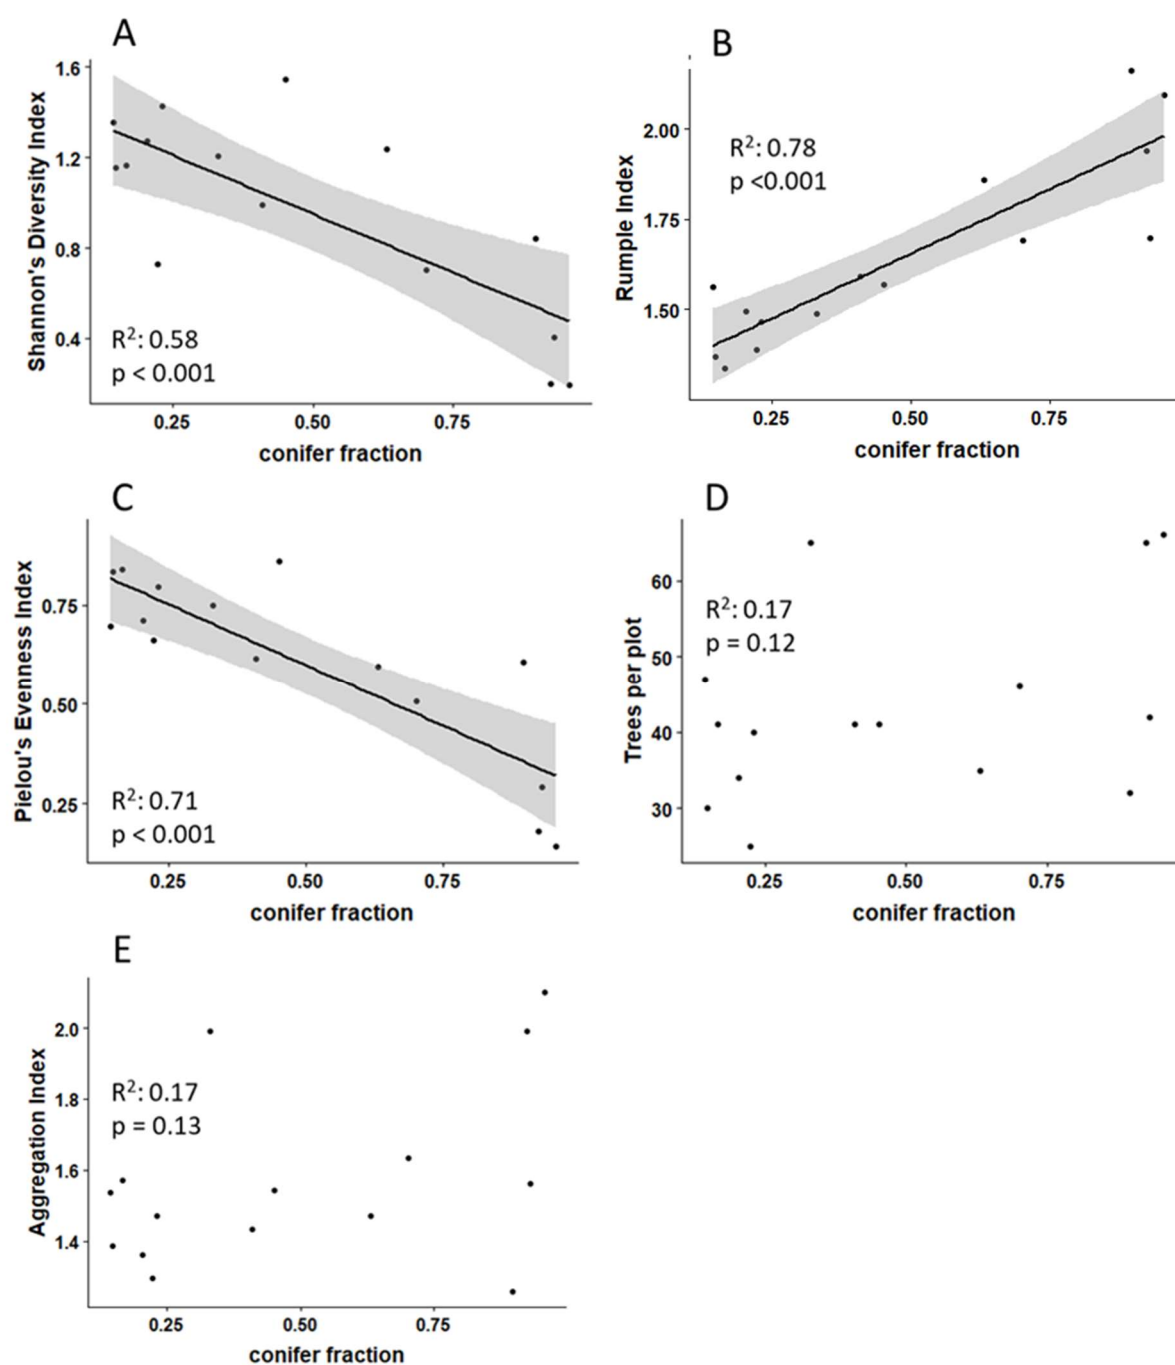 A
Shannon's Diversity Index
1.6
1.2
0.8
0.4
R²: 0.58
p < 0.001
0.25 0.50 0.75
conifer fraction
B
Rumple Index
2.00
1.75
1.50
R²: 0.78
p <0.001
0.25 0.50 0.75
conifer fraction
C
Pielou's Evenness Index
0.75
0.50
0.25
R²: 0.71
p < 0.001
0.25 0.50 0.75
conifer fraction
D
Trees per plot
60
50
40
30
R²: 0.17
p = 0.12
0.25 0.50 0.75
conifer fraction
E
Aggregation Index
2.0
1.8
1.6
1.4
R²: 0.17
p = 0.13
0.25 0.50 0.75
conifer fraction